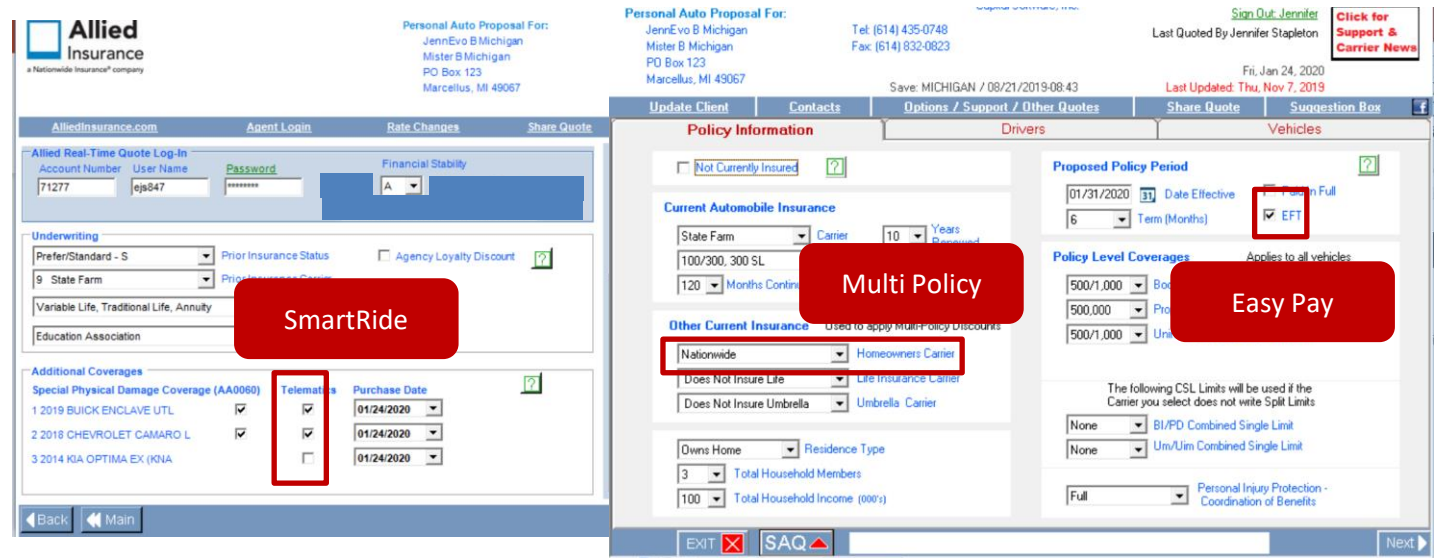 Allied
Insurance
a Nationwide Insurance® company
Personal Auto Proposal For:
JennEvo B Michigan
Mister B Michigan
PO Box 123
Marcellus, MI 49067
AlliedInsurance.com Agent Login Rate Changes Share Quote
Allied Real-Time Quote Log-In
Account Number User Name Password Financial Stability
71277 ejs847 ******** A
Underwriting
Prefer/Standard - S Prior Insurance Status Agency Loyalty Discount ?
9 State Farm
Variable Life, Traditional Life, Annuity
Education Association
SmartRide
Additional Coverages
Special Physical Damage Coverage (AA0060) Telematics Purchase Date ?
1 2019 BUICK ENCLAVE UTL 01/24/2020
2 2018 CHEVROLET CAMARO L 01/24/2020
3 2014 KIA OPTIMA EX (KNA 01/24/2020
Back Main
Personal Auto Proposal For:
JennEvo B Michigan Tel: (614) 435-0748
Mister B Michigan Fax: (614) 832-0823
PO Box 123
Marcellus, MI 49067
Save: MICHIGAN / 08/21/2019-08:43
Sign Out: Jennifer
Last Quoted By Jennifer Stapleton
Fri, Jan 24, 2020
Last Updated: Thu, Nov 7, 2019
Click for
Support &
Carrier News
Update Client Contacts Options / Support / Other Quotes Share Quote Suggestion Box f
Policy Information Drivers Vehicles
Not Currently Insured ?
Current Automobile Insurance
State Farm Carrier 10 Years
Renewed
100/300, 300 SL
120 Months
Multi Policy
Other Current Insurance Used to apply Multi-Policy Discounts
Nationwide Homeowners Carrier
Does Not Insure Life Life Insurance Carrier
Does Not Insure Umbrella Umbrella Carrier
Owns Home Residence Type
3 Total Household Members
100 Total Household Income (000's)
Proposed Policy Period ?
01/31/2020 31 Date Effective Paid in Full
6 Term (Months) EFT
Policy Level Coverages Applies to all vehicles
500/1,000
500,000
500/1,000
Easy Pay
The following CSL Limits will be used if the
Carrier you select does not write Split Limits
None BI/PD Combined Single Limit
None Um/Uim Combined Single Limit
Full Personal Injury Protection -
Coordination of Benefits
EXIT SAQ Next